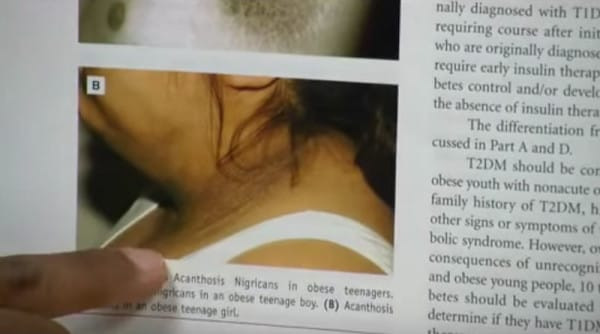 B
Acanthosis Nigricans in obese teenagers.
nigricans in an obese teenage boy. (B) Acanthosis
in an obese teenage girl.
nally diagnosed with T1D
requiring course after init
who are originally diagnose
require early insulin therap
betes control and/or develo
the absence of insulin thera
The differentiation fr
cussed in Part A and D.
T2DM should be con
obese youth with nonacute o
family history of T2DM, h
other signs or symptoms of
bolic syndrome. However, ov
consequences of unrecogni
and obese young people, 10
betes should be evaluated
determine if they have T1DM